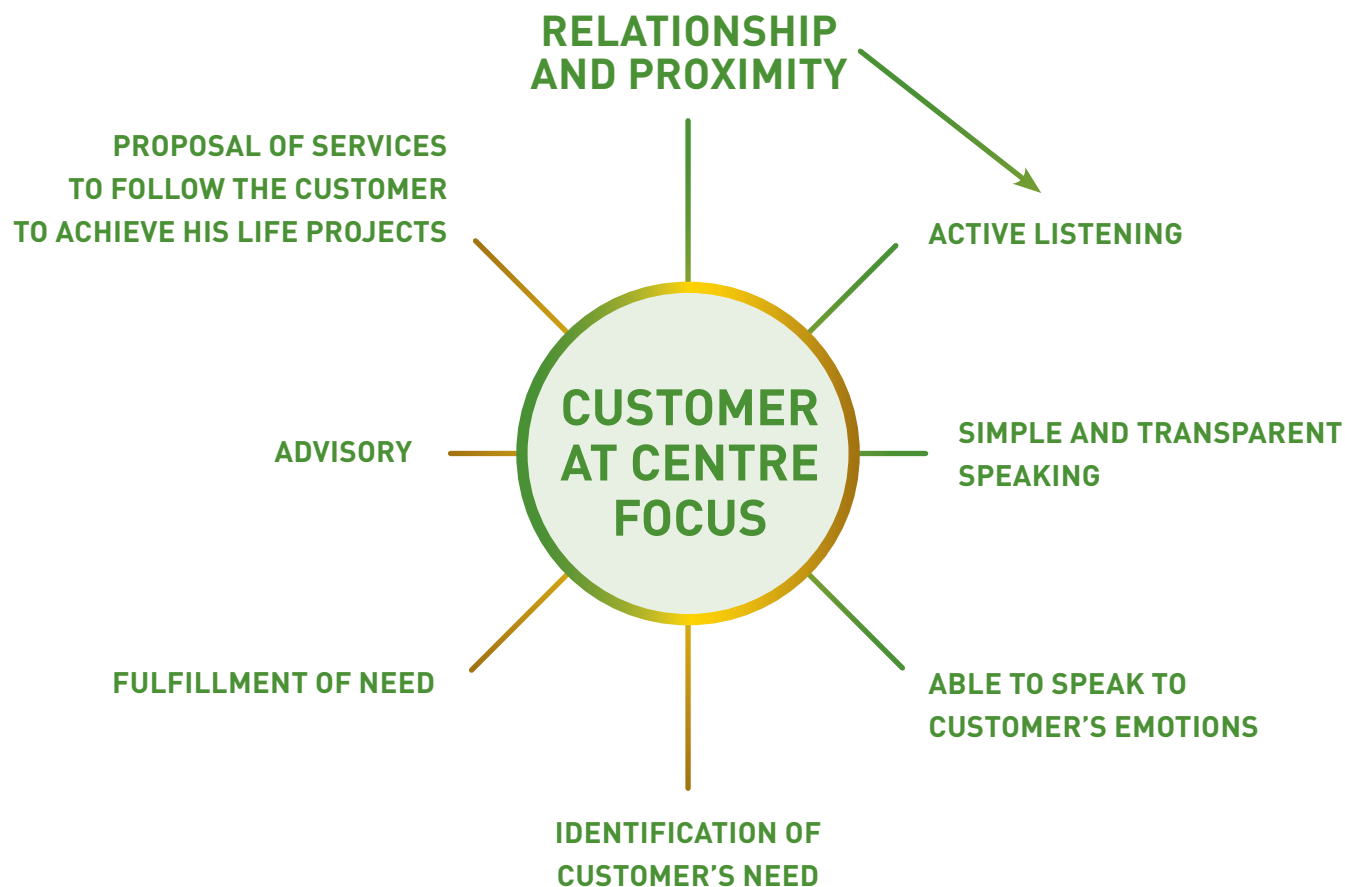 RELATIONSHIP
AND PROXIMITY
PROPOSAL OF SERVICES
TO FOLLOW THE CUSTOMER
TO ACHIEVE HIS LIFE PROJECTS
ACTIVE LISTENING
CUSTOMER
AT CENTRE
FOCUS
ADVISORY
SIMPLE AND TRANSPARENT
SPEAKING
FULFILLMENT OF NEED
ABLE TO SPEAK TO
CUSTOMER’S EMOTIONS
IDENTIFICATION OF
CUSTOMER’S NEED